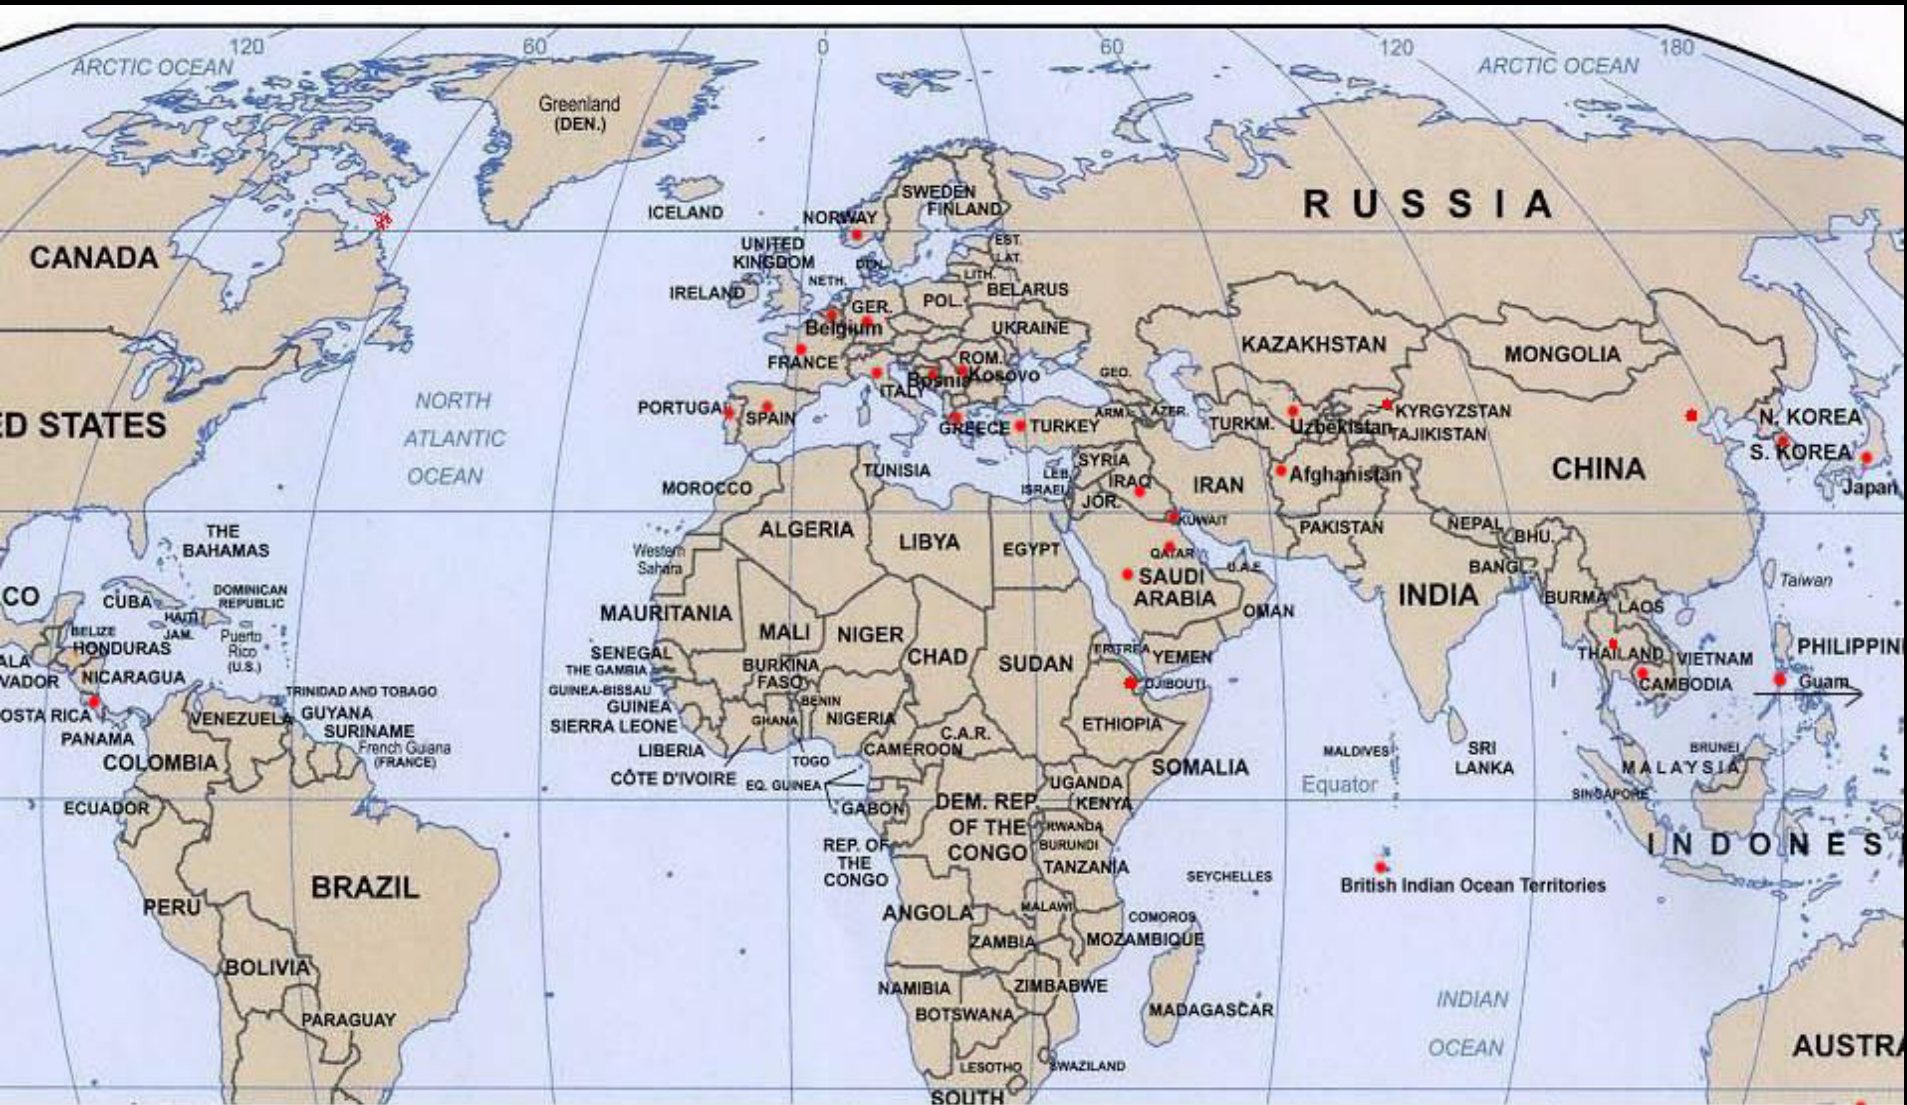 120
60
0
60
120
180
ARCTIC OCEAN
ARCTIC OCEAN
Greenland
(DEN.)
ICELAND
SWEDEN
FINLAND
NORWAY
RUSSIA
CANADA
UNITED
KINGDOM
IRELAND
EST.
LAT.
LITH.
DEN.
NETH.
BELARUS
GER.
POL.
Belgium
UKRAINE
FRANCE
ROM.
Bosnia
Kosovo
ITALY
KAZAKHSTAN
MONGOLIA
GEO.
ARM.
AZER.
TURKM.
Uzbekistan
KYRGYZSTAN
TAJIKISTAN
ED STATES
NORTH
ATLANTIC
OCEAN
PORTUGAL
SPAIN
GREECE
TURKEY
N. KOREA
S. KOREA
Japan
CHINA
TUNISIA
MOROCCO
SYRIA
LEB.
ISRAEL
IRAQ
JOR.
IRAN
Afghanistan
KUWAIT
PAKISTAN
NEPAL
BHU.
BANGL.
THE
BAHAMAS
ALGERIA
LIBYA
EGYPT
Western
Sahara
QATAR
U.A.E.
SAUDI
ARABIA
OMAN
INDIA
BURMA
LAOS
Taiwan
CO
CUBA
DOMINICAN
REPUBLIC
HAITI
JAM.
Puerto
Rico
(U.S.)
BELIZE
HONDURAS
ALA
VADOR
NICARAGUA
OSTA RICA
PANAMA
MAURITANIA
MALI
NIGER
CHAD
SUDAN
ERITREA
YEMEN
DJIBOUTI
THAILAND
VIETNAM
CAMBODIA
PHILIPPIN
Guam
SENEGAL
THE GAMBIA
GUINEA-BISSAU
GUINEA
SIERRA LEONE
LIBERIA
CÔTE D'IVOIRE
BURKINA
FASO
BENIN
GHANA
NIGERIA
TOGO
EQ. GUINEA
CAMEROON
C.A.R.
ETHIOPIA
SOMALIA
TRINIDAD AND TOBAGO
VENEZUELA
GUYANA
SURINAME
French Guiana
(FRANCE)
COLOMBIA
ECUADOR
MALDIVES
SRI
LANKA
Equator
BRUNEI
MALAYSIA
SINGAPORE
INDONES
GABON
REP. OF
THE
CONGO
DEM. REP.
OF THE
CONGO
UGANDA
KENYA
RWANDA
BURUNDI
TANZANIA
SEYCHELLES
British Indian Ocean Territories
PERU
BRAZIL
BOLIVIA
PARAGUAY
ANGOLA
MALAWI
ZAMBIA
COMOROS
MOZAMBIQUE
NAMIBIA
ZIMBABWE
BOTSWANA
MADAGASCAR
LESOTHO
SWAZILAND
SOUTH
INDIAN
OCEAN
AUSTRA